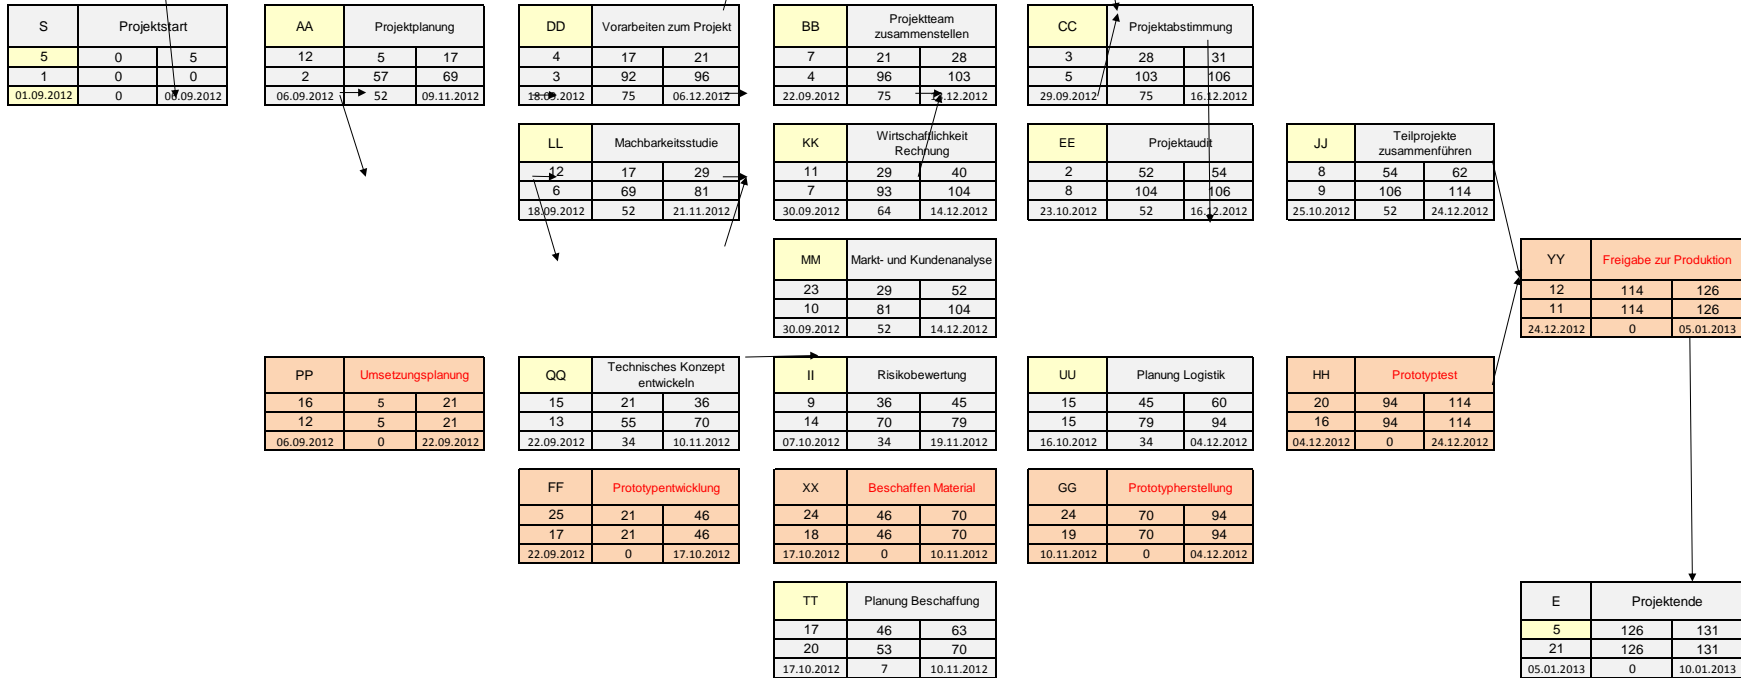 S Projektstart
5 0 5
1 0 0
01.09.2012 0 06.09.2012
AA Projektplanung
12 5 17
2 57 69
06.09.2012 52 09.11.2012
DD Vorarbeiten zum Projekt
4 17 21
3 92 96
18.09.2012 75 06.12.2012
BB Projektteam
zusammenstellen
7 21 28
4 96 103
22.09.2012 75
CC Projektabstimmung
3 28 31
5 103 106
29.09.2012 75 16.12.2012
LL Machbarkeitsstudie
12 17 29
6 69 81
18.09.2012 52 21.11.2012
KK Wirtschaftlichkeit
Rechnung
11 29 40
7 93 104
30.09.2012 64 14.12.2012
EE Projektaudit
2 52 54
8 104 106
23.10.2012 52 16.12.2012
JJ Teilprojekte
zusammenführen
8 54 62
9 106 114
25.10.2012 52 24.12.2012
MM Markt- und Kundenanalyse
23 29 52
10 81 104
30.09.2012 52 14.12.2012
YY Freigabe zur Produktion
12 114 126
11 114 126
24.12.2012 0 05.01.2013
PP Umsetzungsplanung
16 5 21
12 5 21
06.09.2012 0 22.09.2012
QQ Technisches Konzept
entwickeln
15 21 36
13 55 70
22.09.2012 34 10.11.2012
II Risikobewertung
9 36 45
14 70 79
07.10.2012 34 19.11.2012
UU Planung Logistik
15 45 60
15 79 94
16.10.2012 34 04.12.2012
HH Prototyptest
20 94 114
16 94 114
04.12.2012 0 24.12.2012
FF Prototypentwicklung
25 21 46
17 21 46
22.09.2012 0 17.10.2012
XX Beschaffen Material
24 46 70
18 46 70
17.10.2012 0 10.11.2012
GG Prototypherstellung
24 70 94
19 70 94
10.11.2012 0 04.12.2012
TT Planung Beschaffung
17 46 63
20 53 70
17.10.2012 7 10.11.2012
E Projektende
5 126 131
21 126 131
05.01.2013 0 10.01.2013